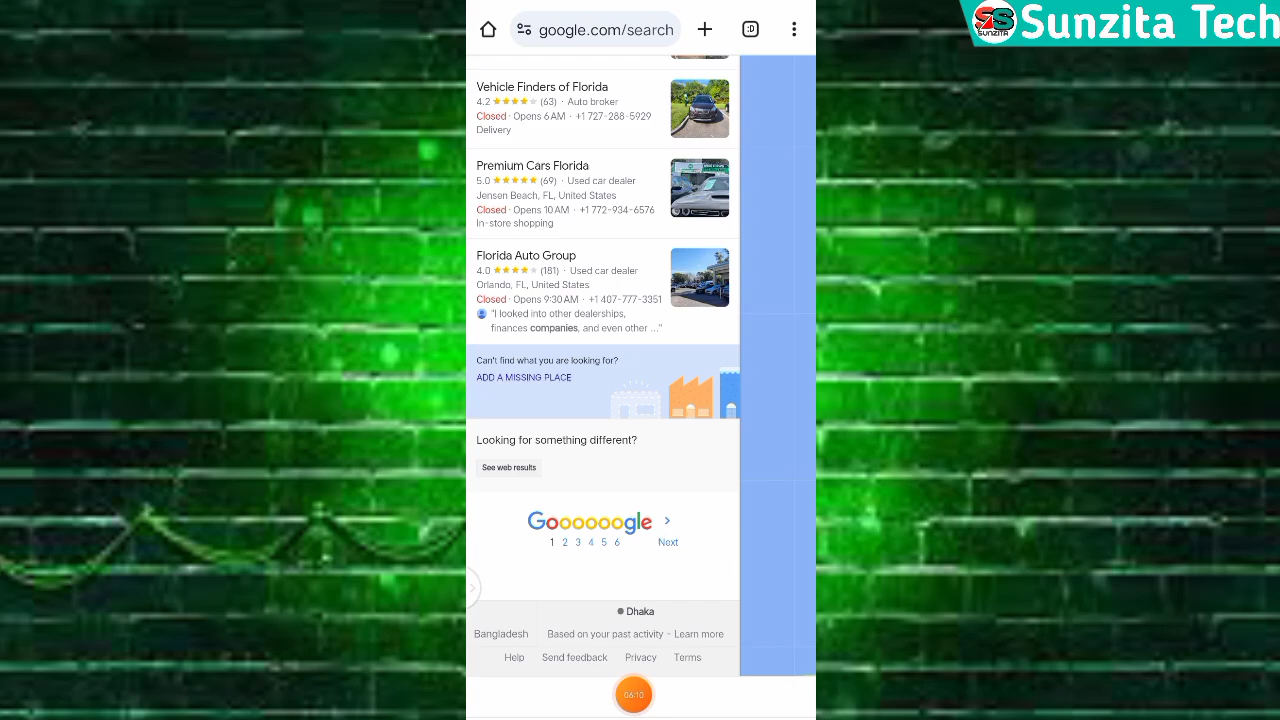 google.com/search
:D
SS
SUNZITA
Sunzita Tech
Vehicle Finders of Florida
4.2 ★★★★★ (63) · Auto broker
Closed · Opens 6 AM · +1 727-288-5929
Delivery
Premium Cars Florida
5.0 ★★★★★ (69) · Used car dealer
Jensen Beach, FL, United States
Closed · Opens 10 AM · +1 772-934-6576
In-store shopping
Florida Auto Group
4.0 ★★★★★ (181) · Used car dealer
Orlando, FL, United States
Closed · Opens 9:30 AM · +1 407-777-3351
"I looked into other dealerships,
finances companies, and even other ..."
Can't find what you are looking for?
ADD A MISSING PLACE
Looking for something different?
See web results
Goooooogle >
1 2 3 4 5 6 Next
Dhaka
Bangladesh
Based on your past activity - Learn more
Help Send feedback Privacy Terms
06:10